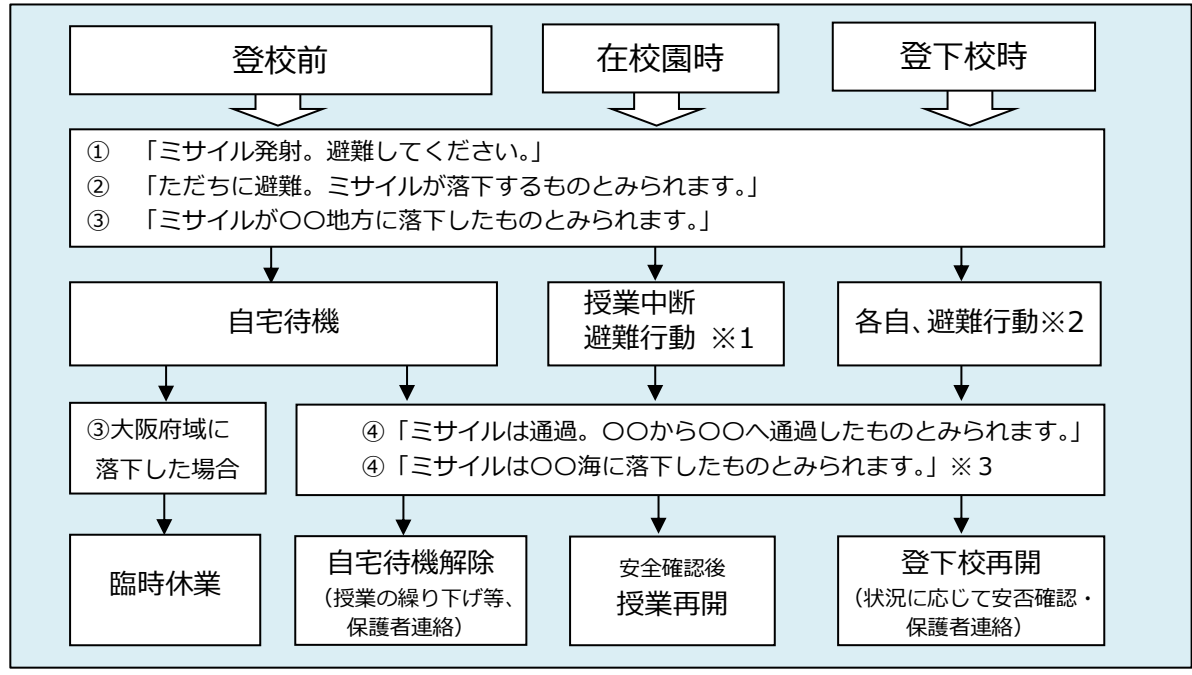 登校前
在校園時
登下校時
① 「ミサイル発射。避難してください。」
② 「ただちに避難。ミサイルが落下するものとみられます。」
③ 「ミサイルが〇〇地方に落下したものとみられます。」
自宅待機
授業中断
避難行動 ※1
各自、避難行動※2
③大阪府域に
落下した場合
④「ミサイルは通過。〇〇から〇〇へ通過したものとみられます。」
④「ミサイルは〇〇海に落下したものとみられます。」※３
臨時休業
自宅待機解除
（授業の繰り下げ等、
保護者連絡）
安全確認後
授業再開
登下校再開
（状況に応じて安否確認・
保護者連絡）